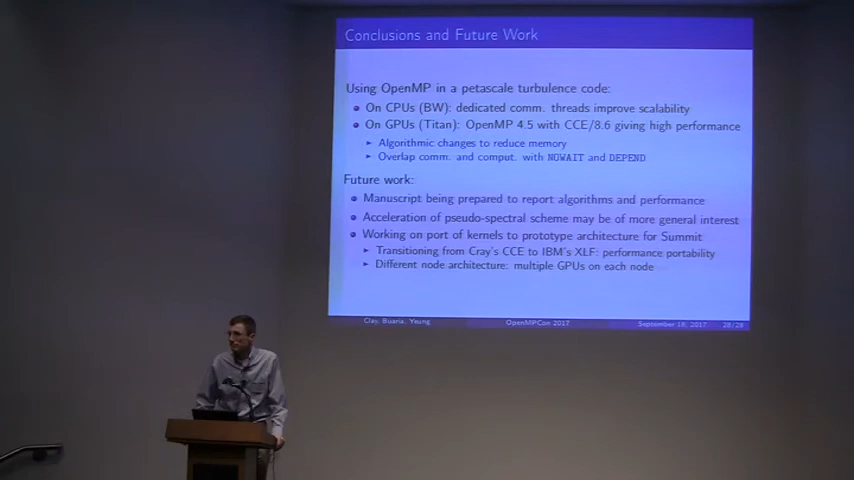 Conclusions and Future Work
Using OpenMP in a petascale turbulence code:
On CPUs (BW): dedicated comm. threads improve scalability
On GPUs (Titan): OpenMP 4.5 with CCE/8.6 giving high performance
Algorithmic changes to reduce memory
Overlap comm. and comput. with NOWAIT and DEPEND
Future work:
Manuscript being prepared to report algorithms and performance
Acceleration of pseudo-spectral scheme may be of more general interest
Working on port of kernels to prototype architecture for Summit
Transitioning from Cray's CCE to IBM's XLF: performance portability
Different node architecture: multiple GPUs on each node
Clay, Buaria, Yeung OpenMPCon 2017 September 18, 2017 28/28